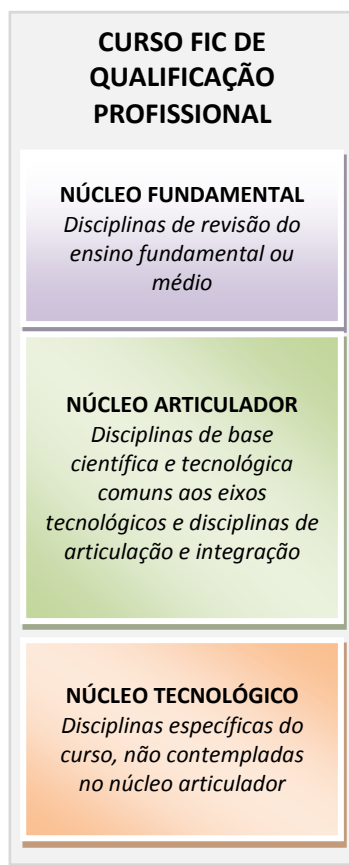 CURSO FIC DE
QUALIFICAÇÃO
PROFISSIONAL
NÚCLEO FUNDAMENTAL
Disciplinas de revisão do
ensino fundamental ou
médio
NÚCLEO ARTICULADOR
Disciplinas de base
científica e tecnológica
comuns aos eixos
tecnológicos e disciplinas de
articulação e integração
NÚCLEO TECNOLÓGICO
Disciplinas específicas do
curso, não contempladas
no núcleo articulador